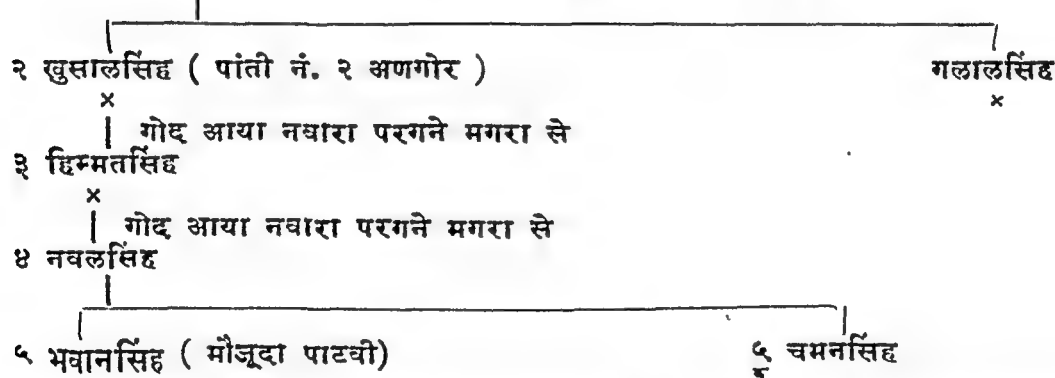 २ खुसालसिंह ( पांती नं. २ अणगोर ) गलालसिंह
× ×
गोद आया नवारा परगने मगरा से
३ हिम्मतसिंह
×
गोद आया नवारा परगने मगरा से
४ नवलसिंह
५ भवानसिंह ( मौजूदा पाटवी) ५ चमनसिंह